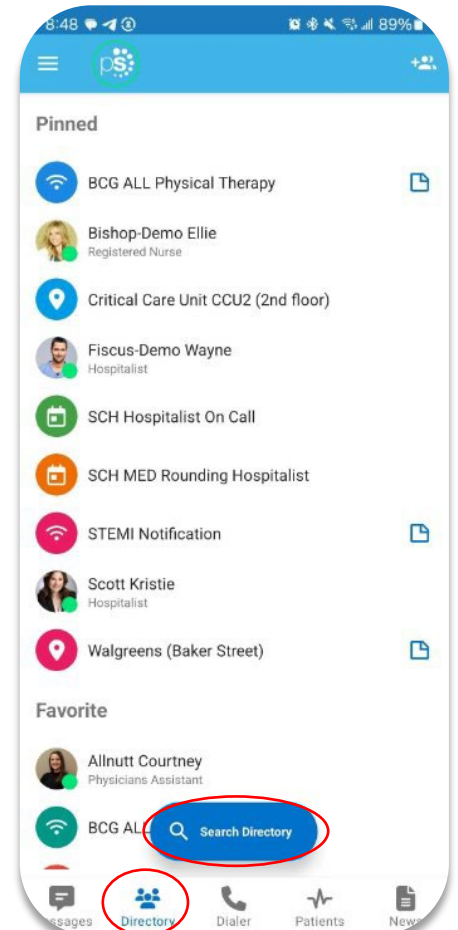 8:48 89%
ps
Pinned
BCG ALL Physical Therapy
Bishop-Demo Ellie
Registered Nurse
Critical Care Unit CCU2 (2nd floor)
Fiscus-Demo Wayne
Hospitalist
SCH Hospitalist On Call
SCH MED Rounding Hospitalist
STEMI Notification
Scott Kristie
Hospitalist
Walgreens (Baker Street)
Favorite
Allnutt Courtney
Physicians Assistant
BCG ALL
Search Directory
ssages Directory Dialer Patients News